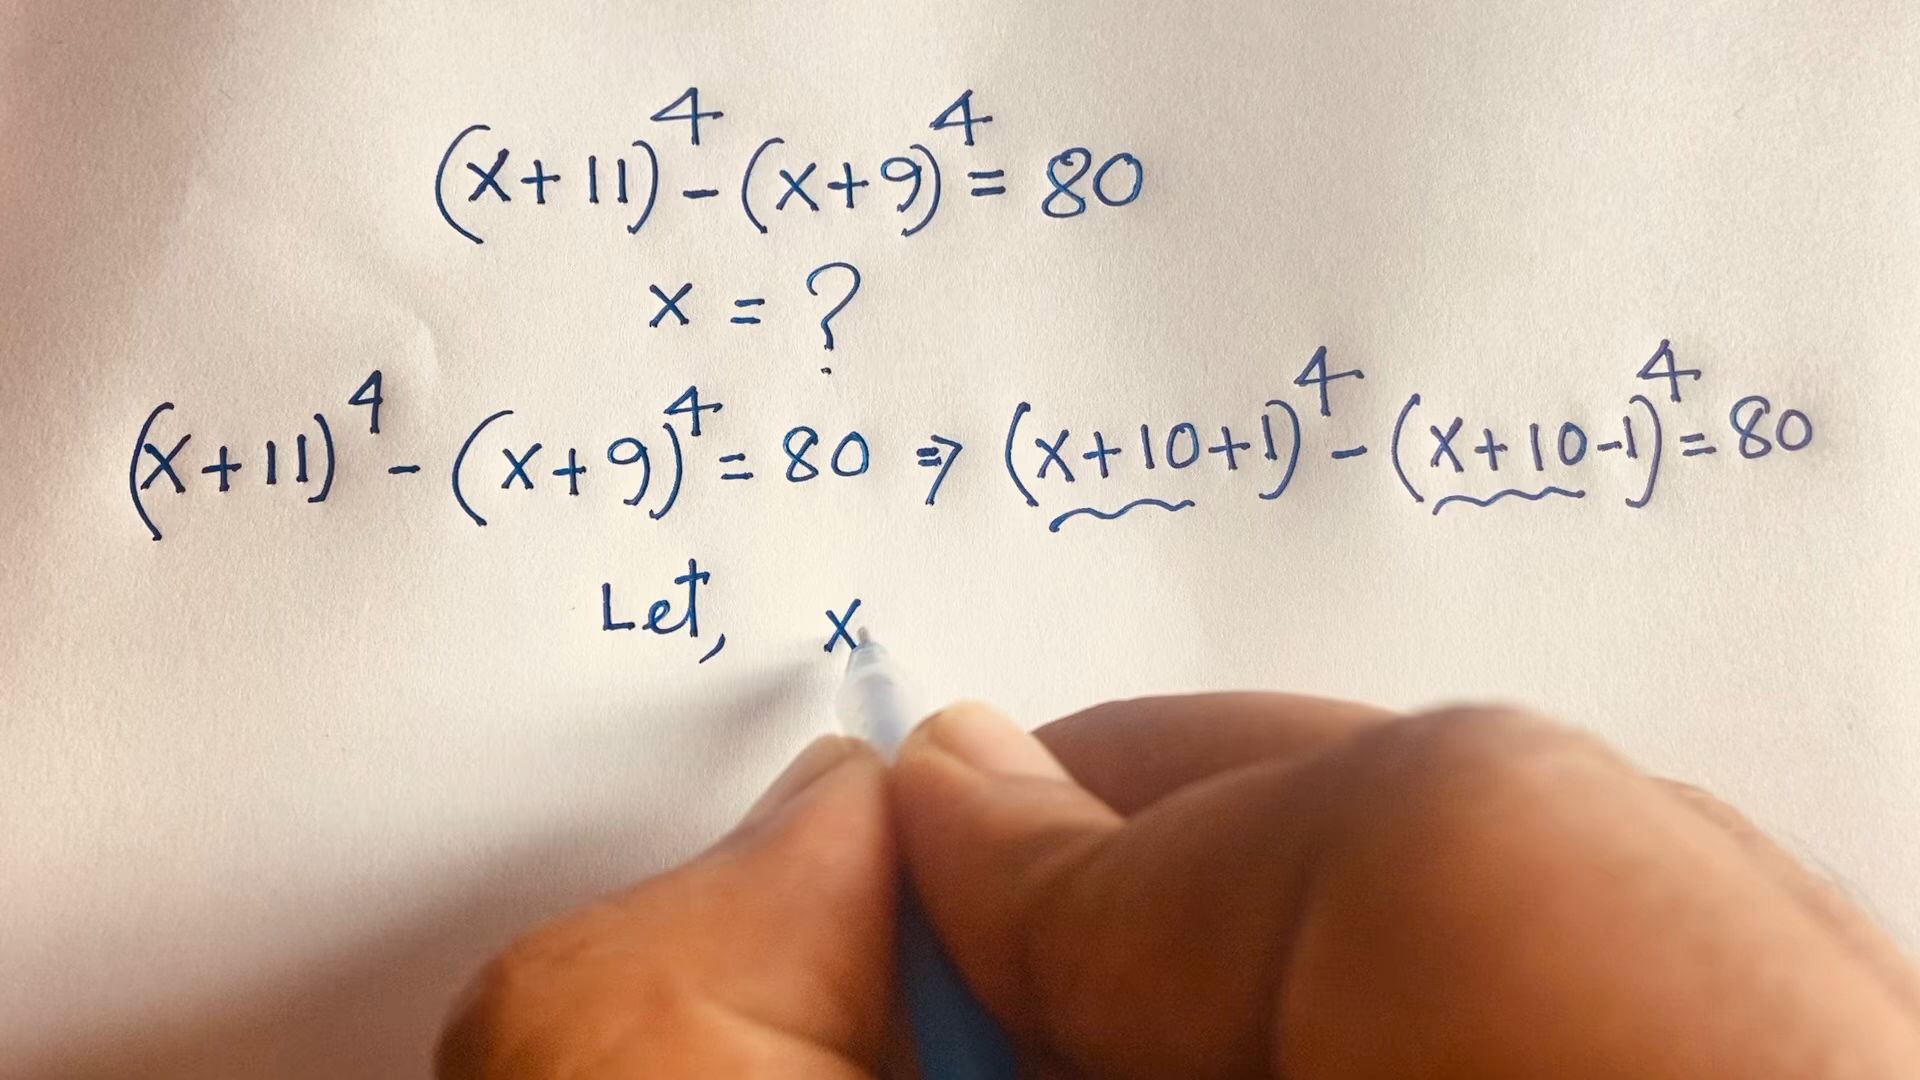 (x+11)⁴-(x+9)⁴= 80
x = ?
(x+11)⁴-(x+9)⁴= 80 ⇒ (x+10+1)⁴-(x+10-1)⁴=80
Let, x